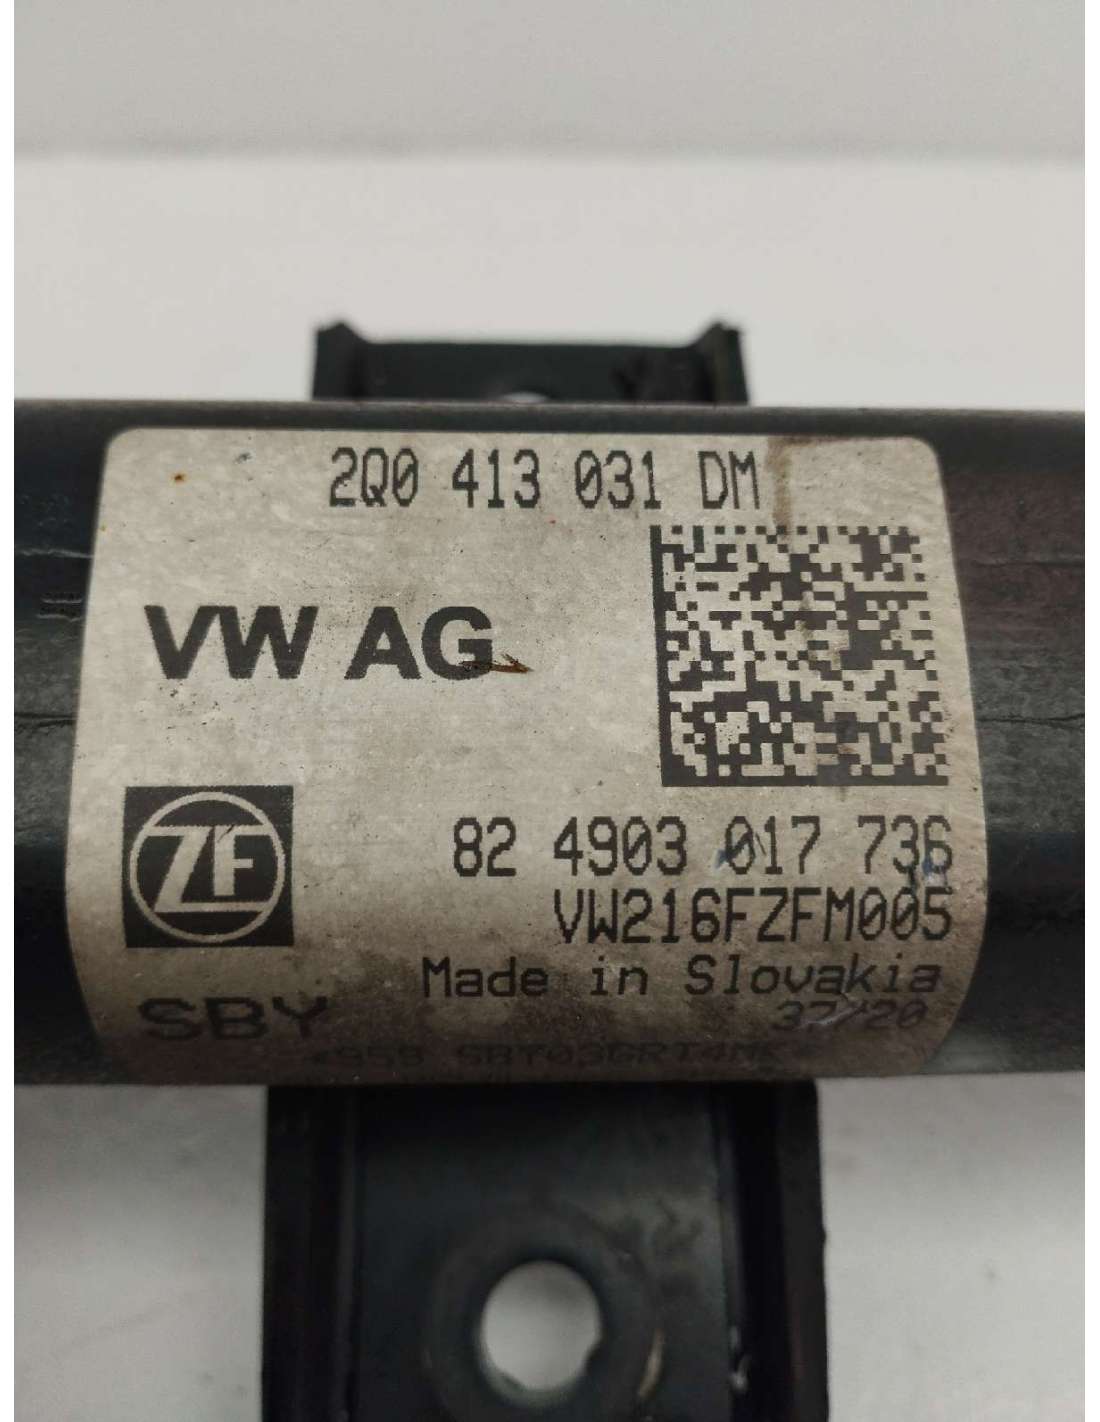 2Q0 413 031 DM
VW AG
ZF
82 4903 017 736
VW216FZFM005
Made in Slovakia
SBY
37/20